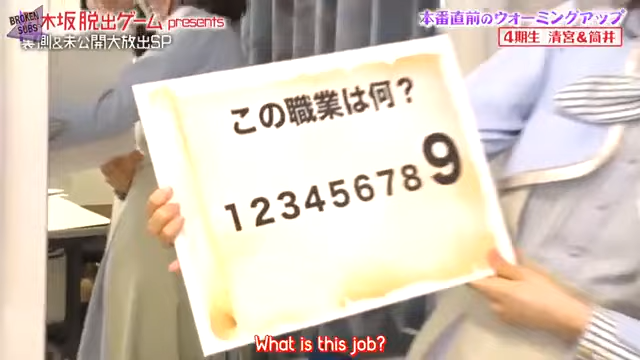 BROKEN SUBS
木坂脱出ゲーム presents
裏側&未公開大放出SP
本番直前のウォーミングアップ
4期生 清宮&筒井
この職業は何?
123456789
What is this job?